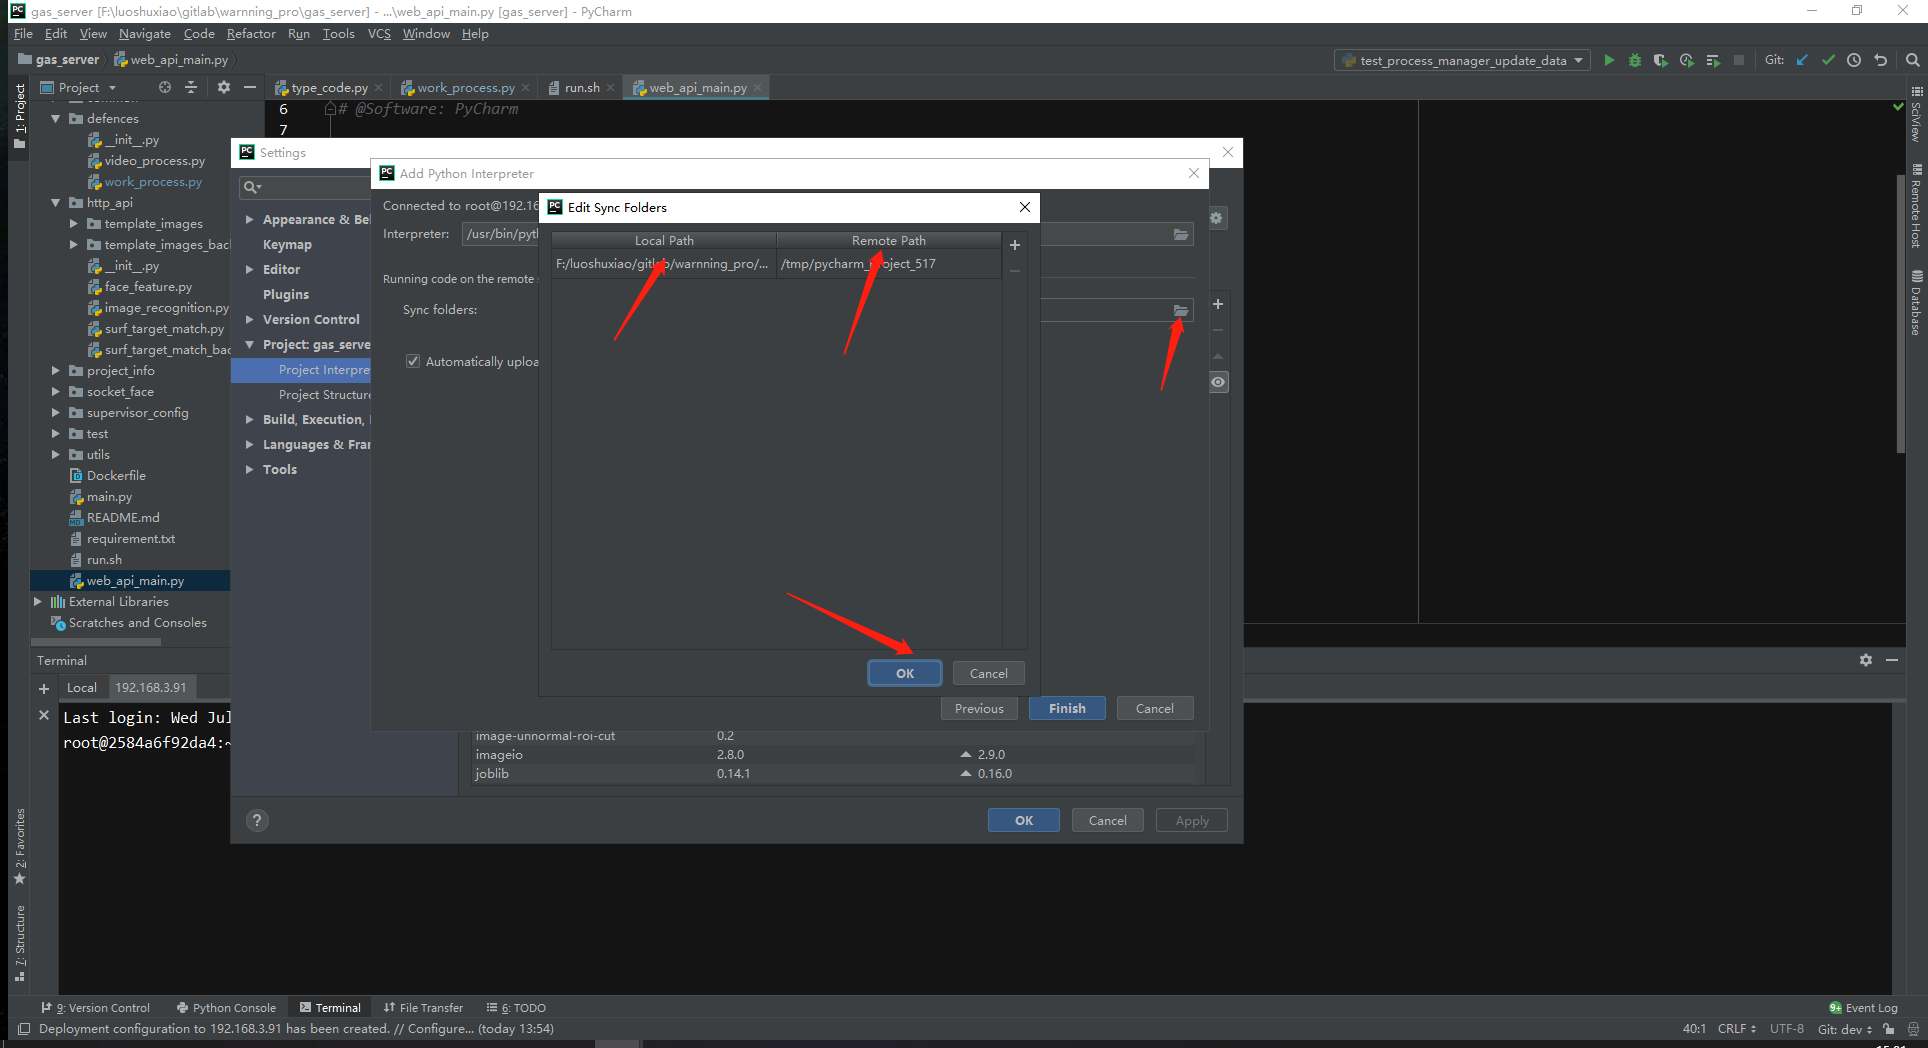 gas_server [F:\luoshuxiao\gitlab\warnning_pro\gas_server] - ...\web_api_main.py [gas_server] - PyCharm
File Edit View Navigate Code Refactor Run Tools VCS Window Help
gas_server web_api_main.py
test_process_manager_update_data
Git:
Project
type_code.py
work_process.py
run.sh
web_api_main.py
1: Project
6 # @Software: PyCharm
7
defences
__init__.py
video_process.py
work_process.py
http_api
template_images
template_images_bac
__init__.py
face_feature.py
image_recognition.py
surf_target_match.py
surf_target_match_bac
project_info
socket_face
supervisor_config
test
utils
Dockerfile
main.py
README.md
requirement.txt
run.sh
web_api_main.py
External Libraries
Scratches and Consoles
Settings
Appearance & Bel
Keymap
Editor
Plugins
Version Control
Project: gas_serve
Project Interpre
Project Structure
Build, Execution,
Languages & Fra
Tools
Add Python Interpreter
Connected to root@192.16
Interpreter: /usr/bin/pyt
Running code on the remote
Sync folders:
Automatically uploa
Edit Sync Folders
Local Path Remote Path
F:/luoshuxiao/gitlab/warnning_pro/... /tmp/pycharm_project_517
OK Cancel
Previous Finish Cancel
image-unnormal-roi-cut 0.2
imageio 2.8.0 2.9.0
joblib 0.14.1 0.16.0
? OK Cancel Apply
SciView
Remote Host
Database
Terminal
Local 192.168.3.91
Last login: Wed Jul
root@2584a6f92da4:~
2: Favorites
7: Structure
9: Version Control Python Console Terminal File Transfer 6: TODO
9+ Event Log
Deployment configuration to 192.168.3.91 has been created. // Configure... (today 13:54)
40:1 CRLF UTF-8 Git: dev